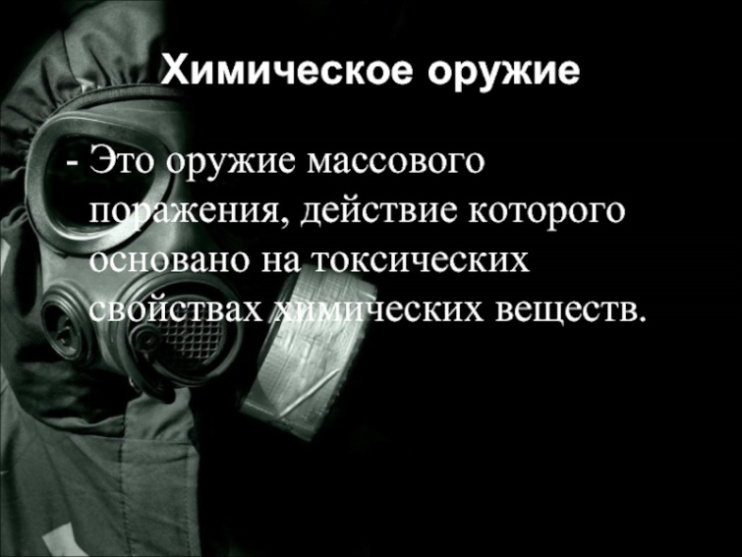 Химическое оружие
- Это оружие массового
поражения, действие которого
основано на токсических
свойствах химических веществ.